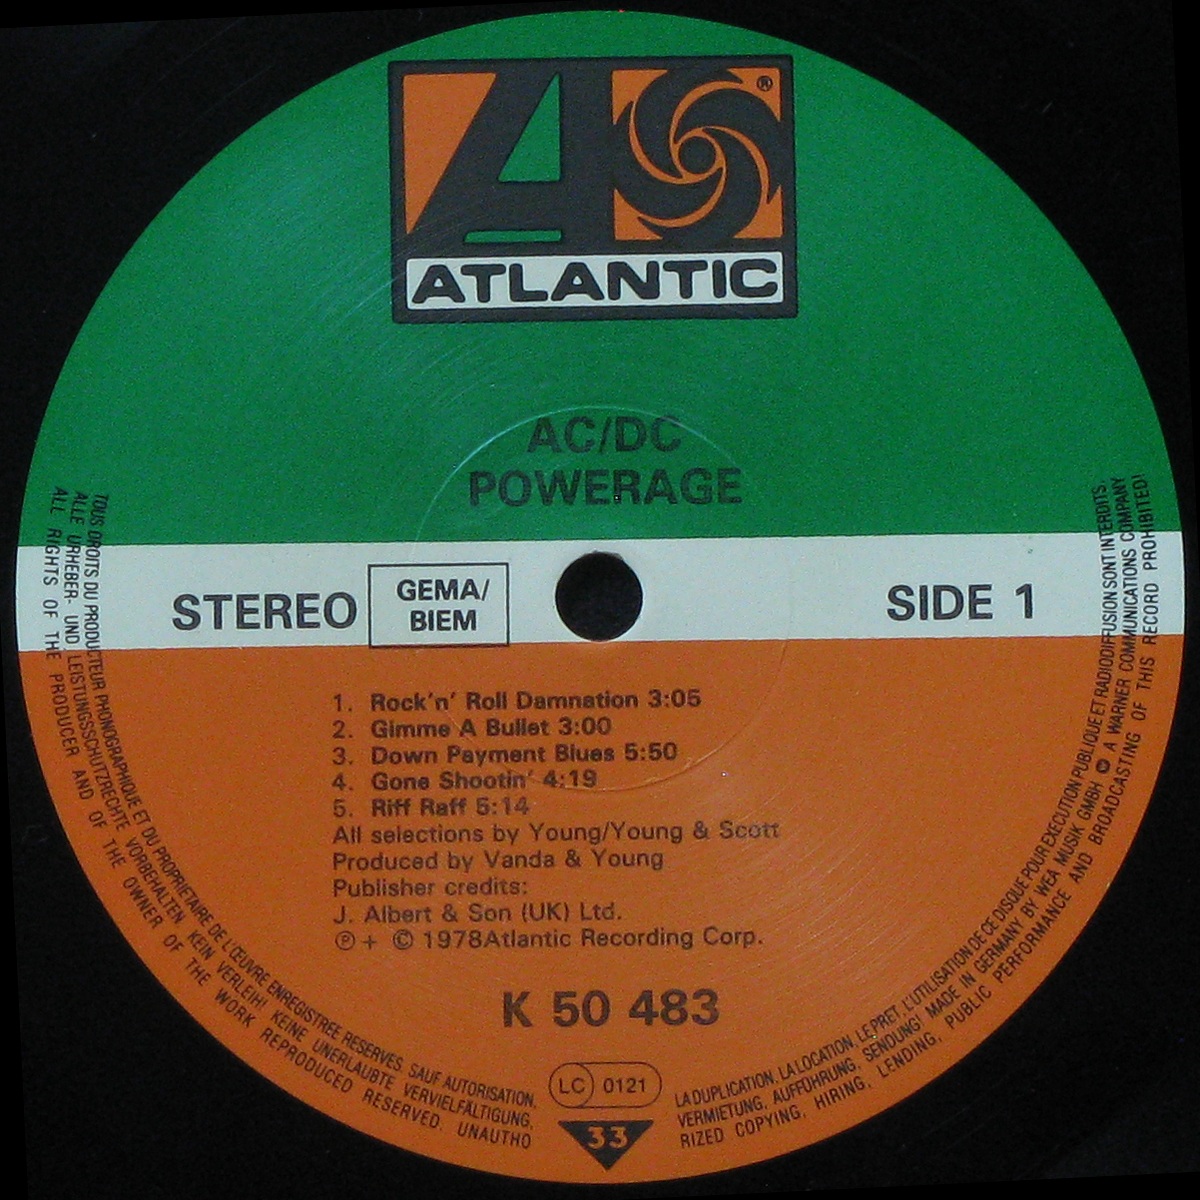 ®
ATLANTIC
AC/DC
POWERAGE
STEREO
GEMA/
BIEM
SIDE 1
1. Rock'n' Roll Damnation 3:05
2. Gimme A Bullet 3:00
3. Down Payment Blues 5:50
4. Gone Shootin' 4:19
5. Riff Raff 5:14
All selections by Young/Young & Scott
Produced by Vanda & Young
Publisher credits:
J. Albert & Son (UK) Ltd.
℗ + © 1978Atlantic Recording Corp.
K 50 483
LC 0121
33
TOUS DROITS DU PRODUCTEUR PHONOGRAPHIQUE ET DU PROPRIETAIRE DE L'ŒUVRE ENREGISTREE RESERVES. SAUF AUTORISATION, LA DUPLICATION, LA LOCATION, LE PRET, L'UTILISATION DE CE DISQUE POUR EXECUTION PUBLIQUE ET RADIODIFFUSION SONT INTERDITS.
ALLE URHEBER- UND LEISTUNGSSCHUTZRECHTE VORBEHALTEN KEIN VERLEIH! KEINE UNERLAUBTE VERVIELFÄLTIGUNG, VERMIETUNG, AUFFÜHRUNG, SENDUNG! MADE IN GERMANY BY WEA MUSIK GMBH A WARNER COMMUNICATIONS COMPANY
ALL RIGHTS OF THE PRODUCER AND OF THE OWNER OF THE WORK REPRODUCED RESERVED. UNAUTHORIZED COPYING, HIRING, LENDING, PUBLIC PERFORMANCE AND BROADCASTING OF THIS RECORD PROHIBITED!